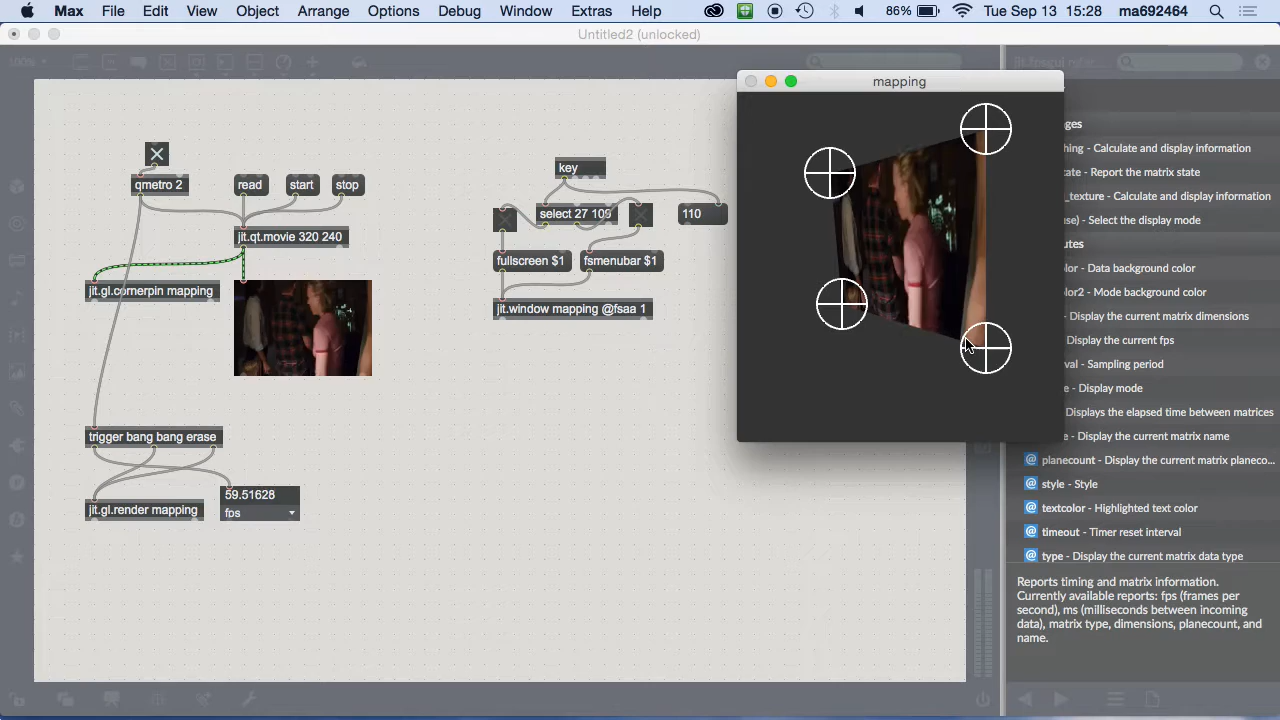 Max File Edit View Object Arrange Options Debug Window Extras Help 86% Tue Sep 13 15:28 ma692464
Untitled2 (unlocked)
100%
mapping
qmetro 2
read
start
stop
jit.qt.movie 320 240
jit.gl.cornerpin mapping
trigger bang bang erase
jit.gl.render mapping
59.51628
fps
key
select 27 109
110
fullscreen $1
fsmenubar $1
jit.window mapping @fsaa 1
ages
hing - Calculate and display information
tate - Report the matrix state
_texture - Calculate and display information
use) - Select the display mode
utes
olor - Data background color
olor2 - Mode background color
- Display the current matrix dimensions
Display the current fps
val - Sampling period
e - Display mode
Displays the elapsed time between matrices
e - Display the current matrix name
planecount - Display the current matrix planeco...
style - Style
textcolor - Highlighted text color
timeout - Timer reset interval
type - Display the current matrix data type
Reports timing and matrix information.
Currently available reports: fps (frames per
second), ms (milliseconds between incoming
data), matrix type, dimensions, planecount, and
name.